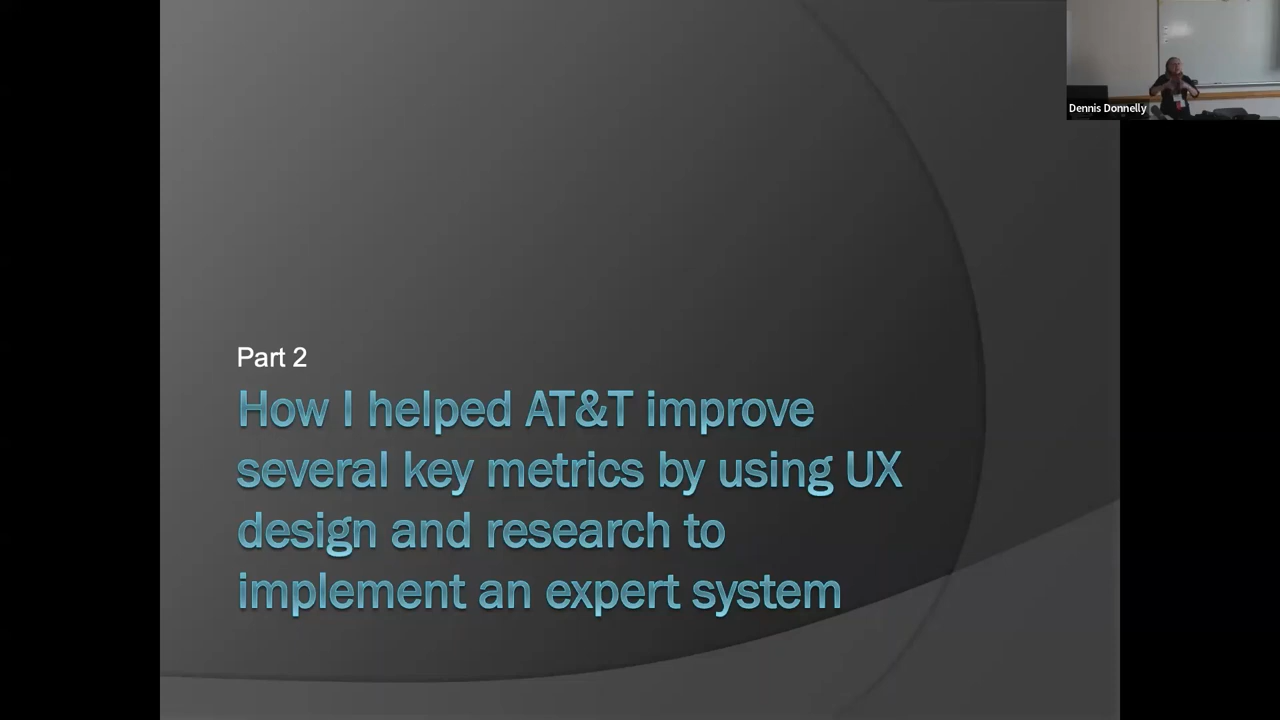 Dennis Donnelly
Part 2
How I helped AT&T improve
several key metrics by using UX
design and research to
implement an expert system